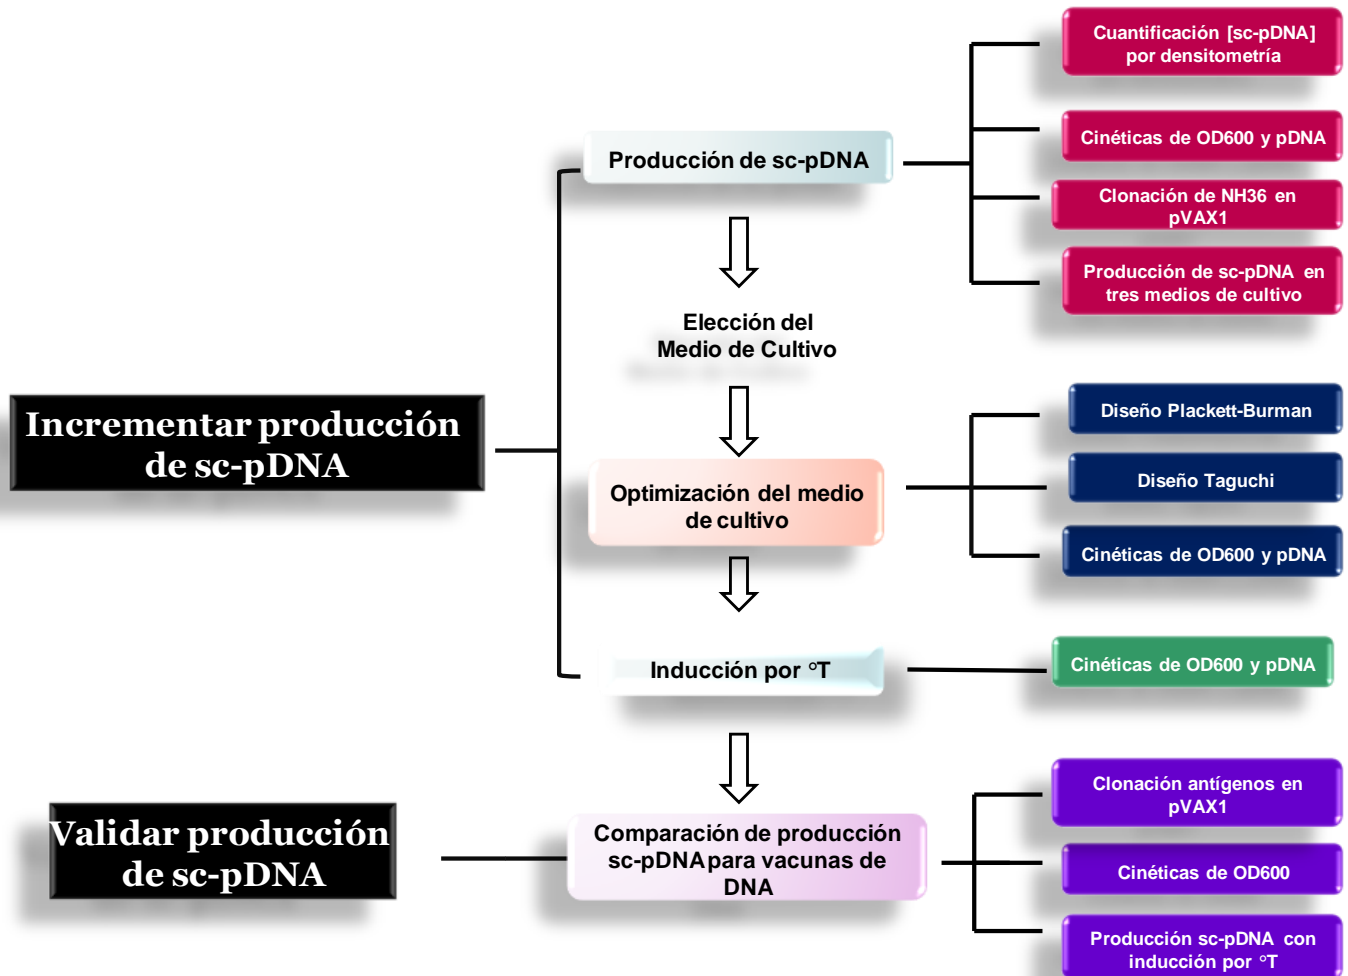 Incrementar producción
de sc-pDNA
Producción de sc-pDNA
Cuantificación [sc-pDNA]
por densitometría
Cinéticas de OD600 y pDNA
Clonación de NH36 en
pVAX1
Producción de sc-pDNA en
tres medios de cultivo
Elección del
Medio de Cultivo
Optimización del medio
de cultivo
Diseño Plackett-Burman
Diseño Taguchi
Cinéticas de OD600 y pDNA
Inducción por °T
Cinéticas de OD600 y pDNA
Validar producción
de sc-pDNA
Comparación de producción
sc-pDNA para vacunas de
DNA
Clonación antígenos en
pVAX1
Cinéticas de OD600
Producción sc-pDNA con
inducción por °T